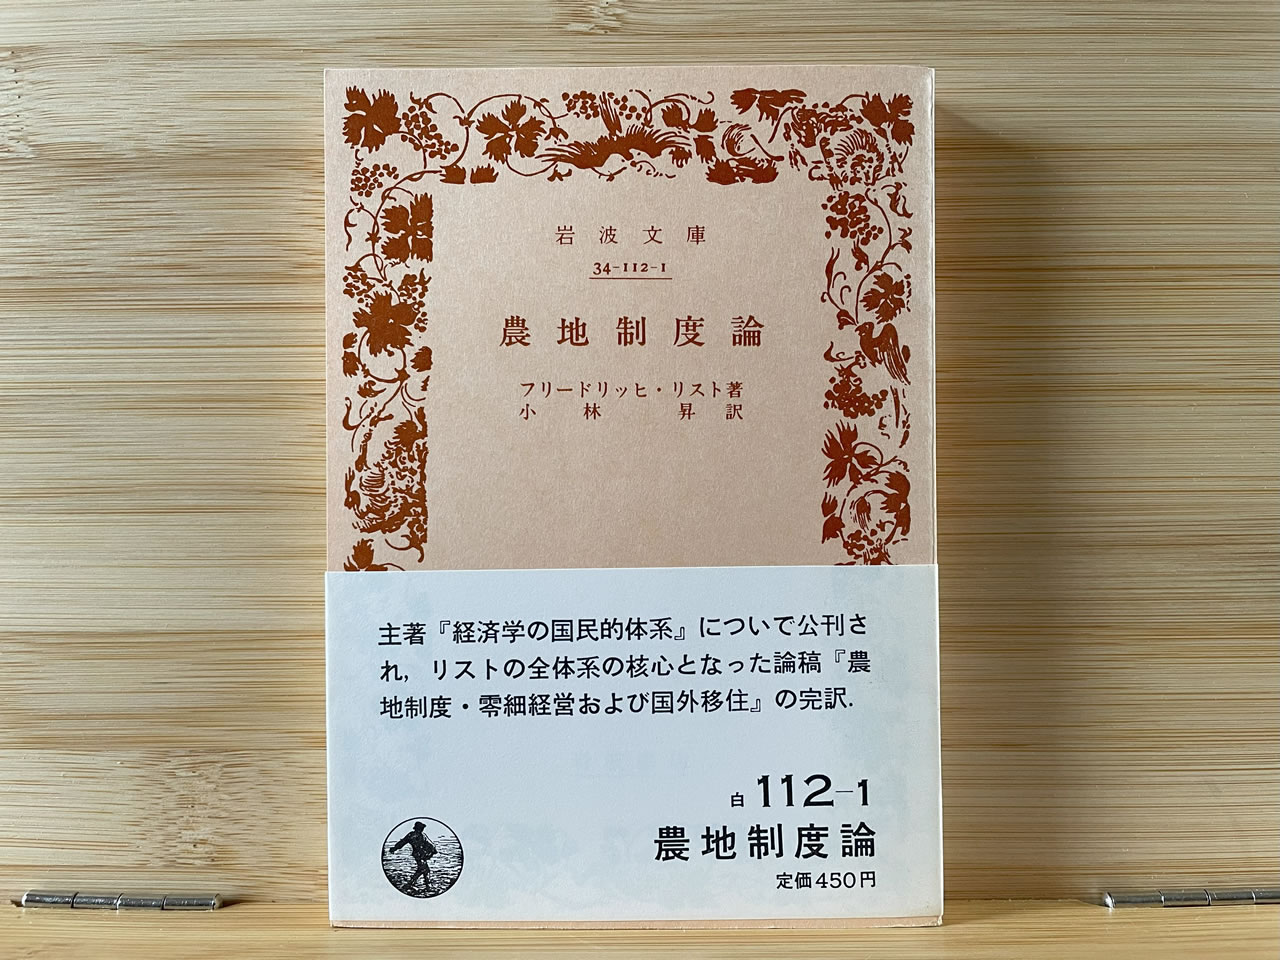 岩波文庫
34-112-1
農地制度論
フリードリッヒ・リスト著
小林昇訳
主著『経済学の国民的体系』についで公刊さ
れ，リストの全体系の核心となった論稿『農
地制度・零細経営および国外移住』の完訳．
白 112-1
農地制度論
定価450円